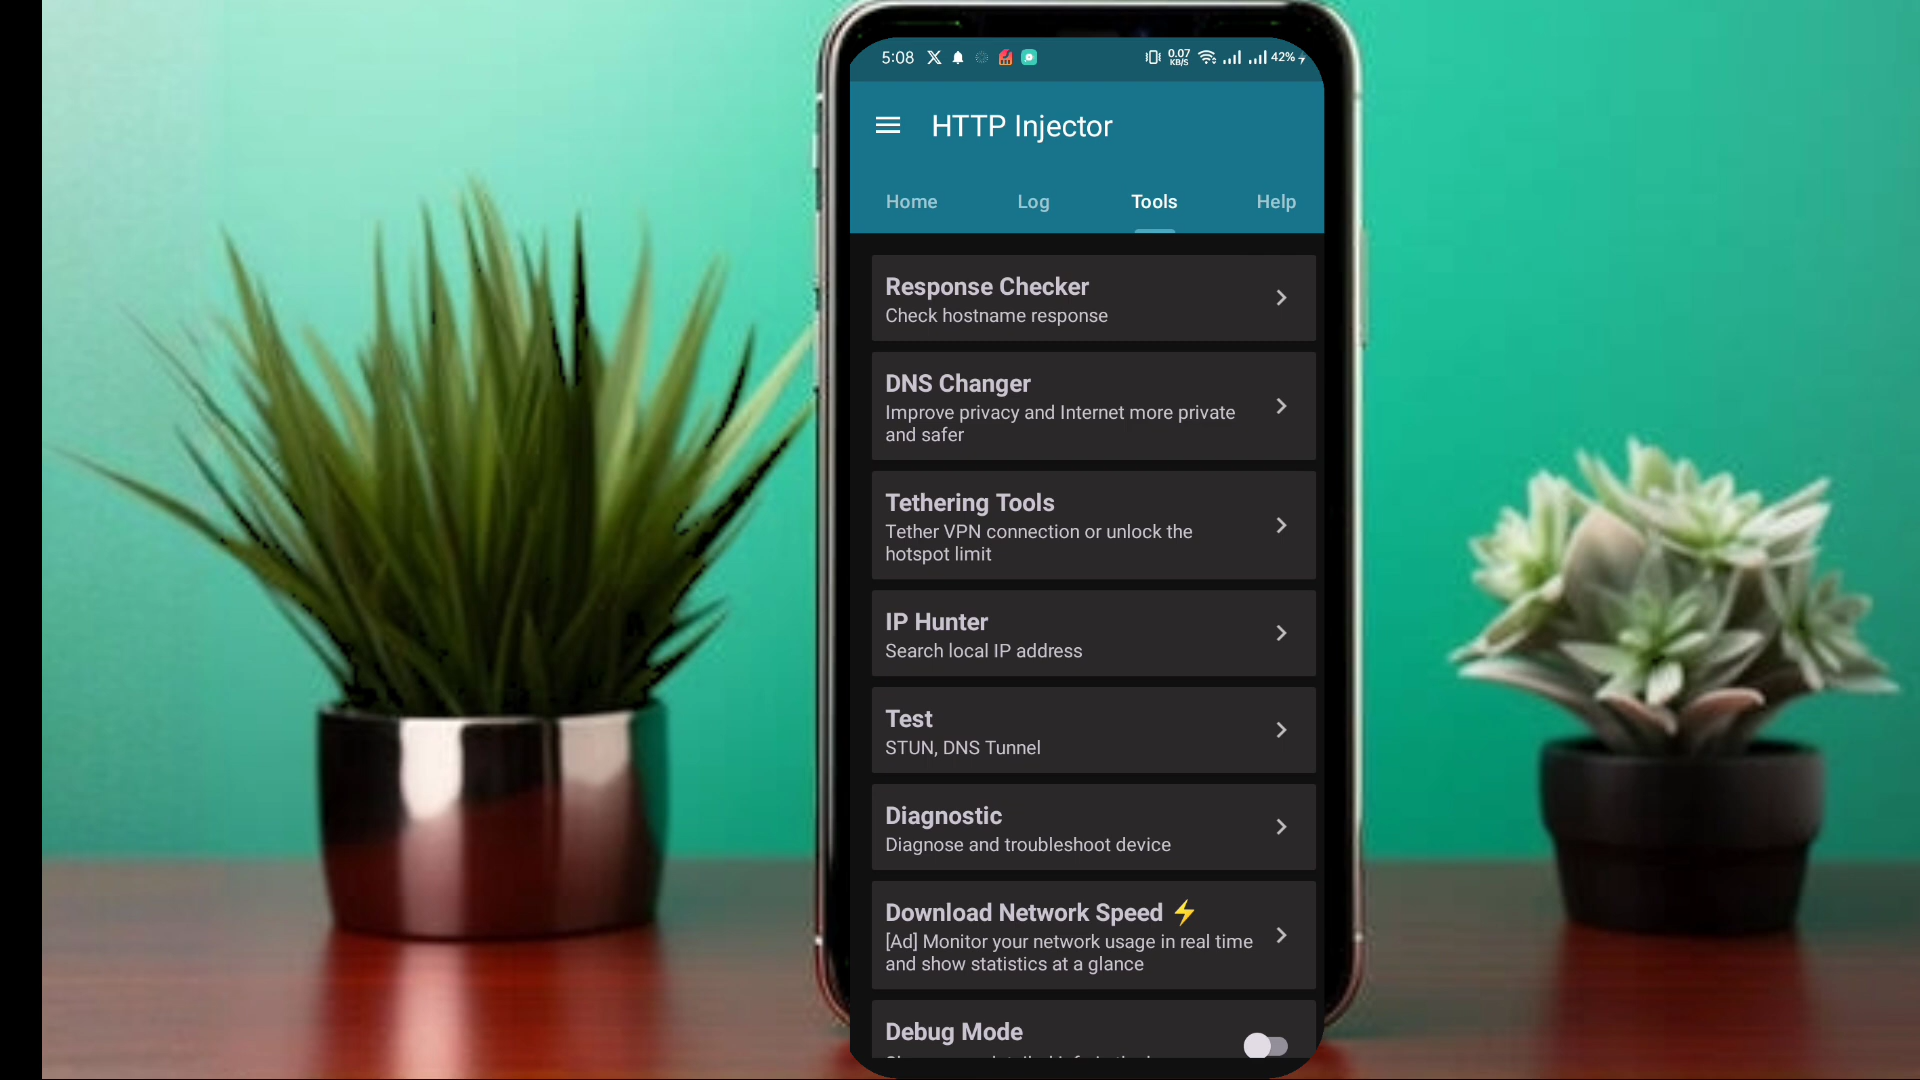 5:08
0.07
KB/S
42%
HTTP Injector
Home Log Tools Help
Response Checker
Check hostname response
DNS Changer
Improve privacy and Internet more private
and safer
Tethering Tools
Tether VPN connection or unlock the
hotspot limit
IP Hunter
Search local IP address
Test
STUN, DNS Tunnel
Diagnostic
Diagnose and troubleshoot device
Download Network Speed ⚡
[Ad] Monitor your network usage in real time
and show statistics at a glance
Debug Mode